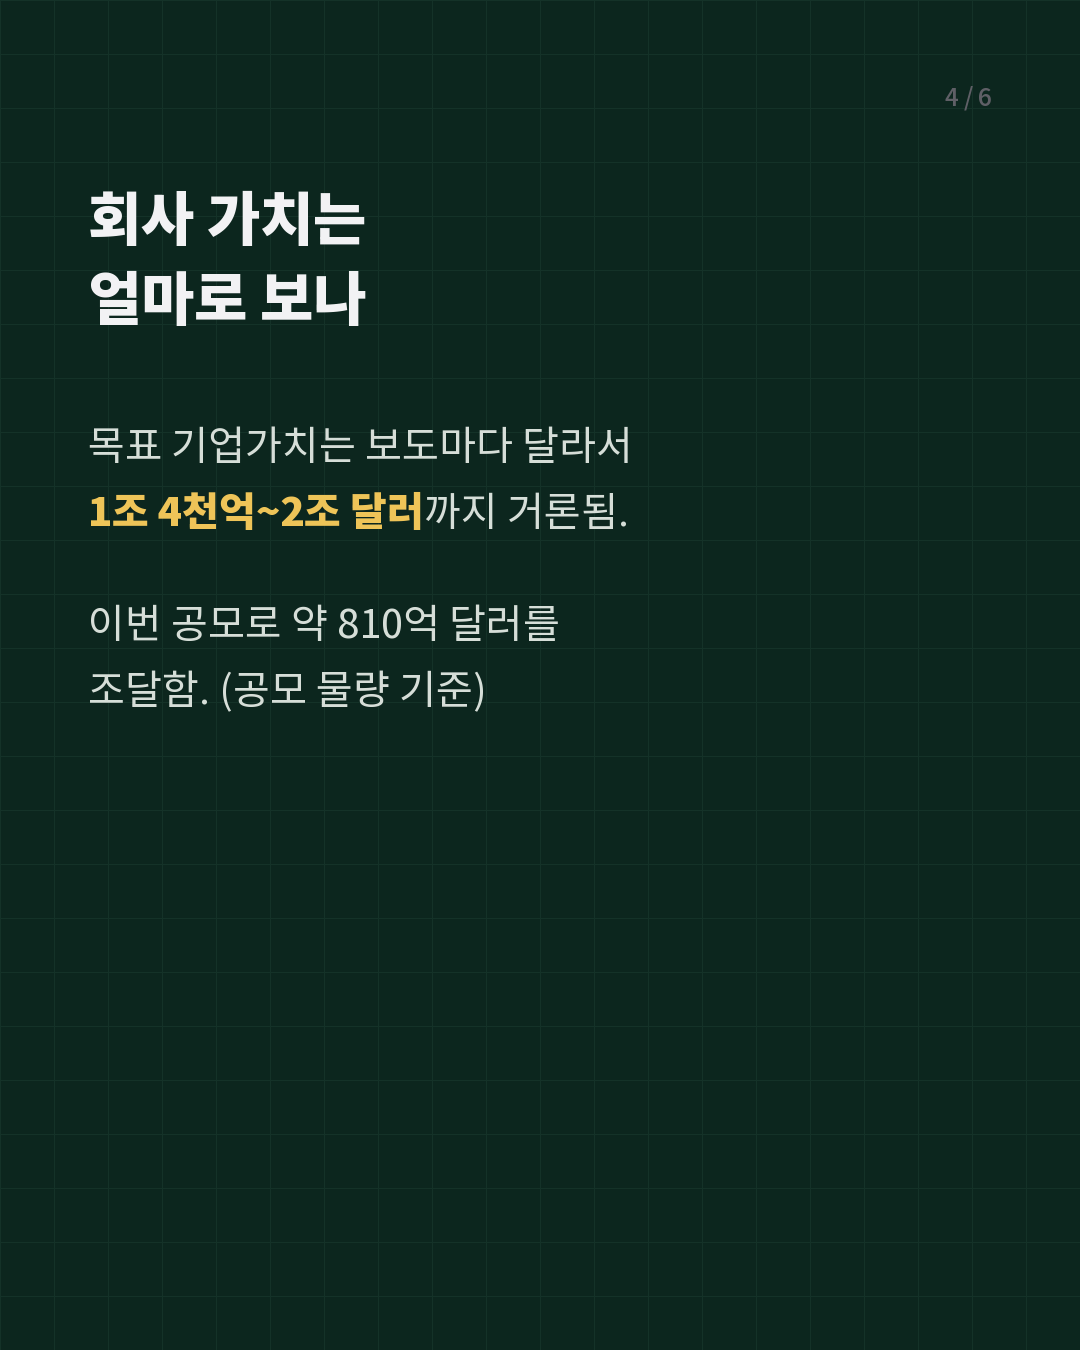 4 / 6
회사 가치는
얼마로 보나
목표 기업가치는 보도마다 달라서
1조 4천억~2조 달러까지 거론됨.
이번 공모로 약 810억 달러를
조달함. (공모 물량 기준)